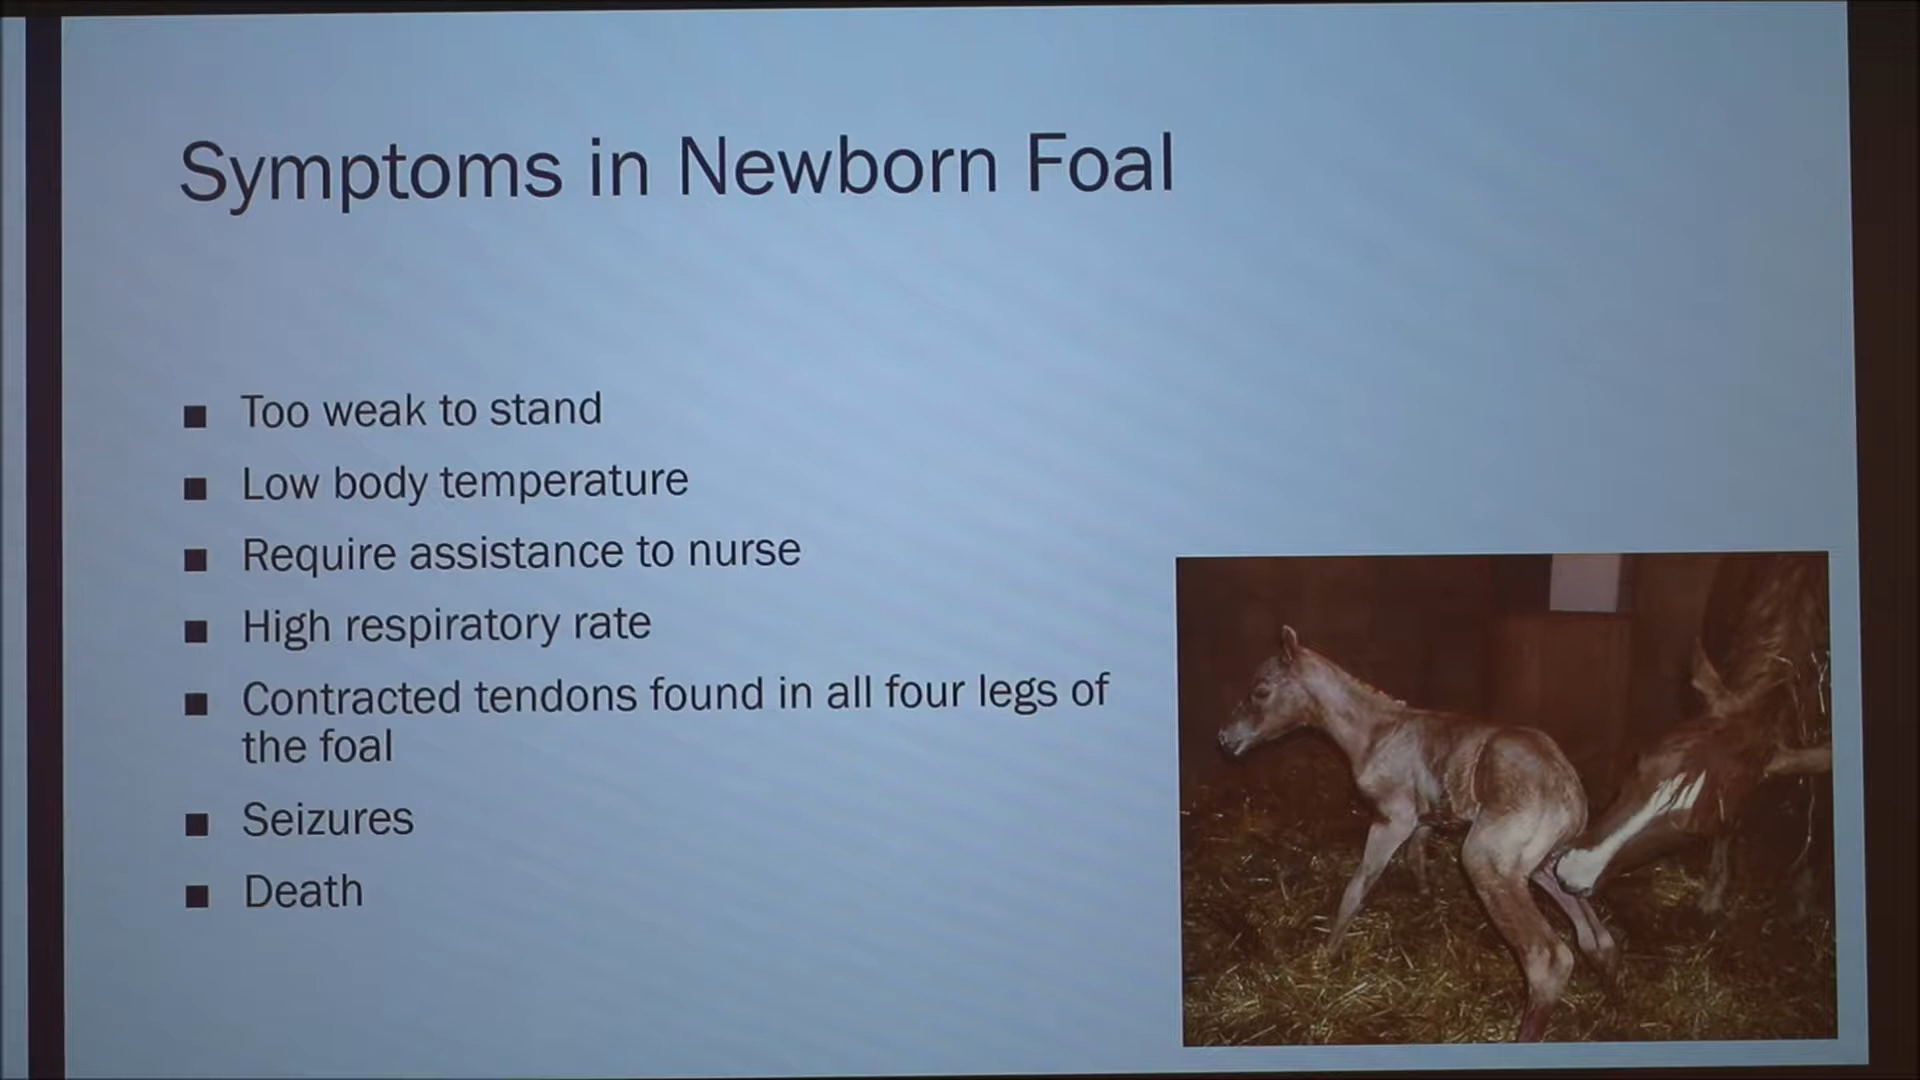 Symptoms in Newborn Foal
■ Too weak to stand
■ Low body temperature
■ Require assistance to nurse
■ High respiratory rate
■ Contracted tendons found in all four legs of
the foal
■ Seizures
■ Death